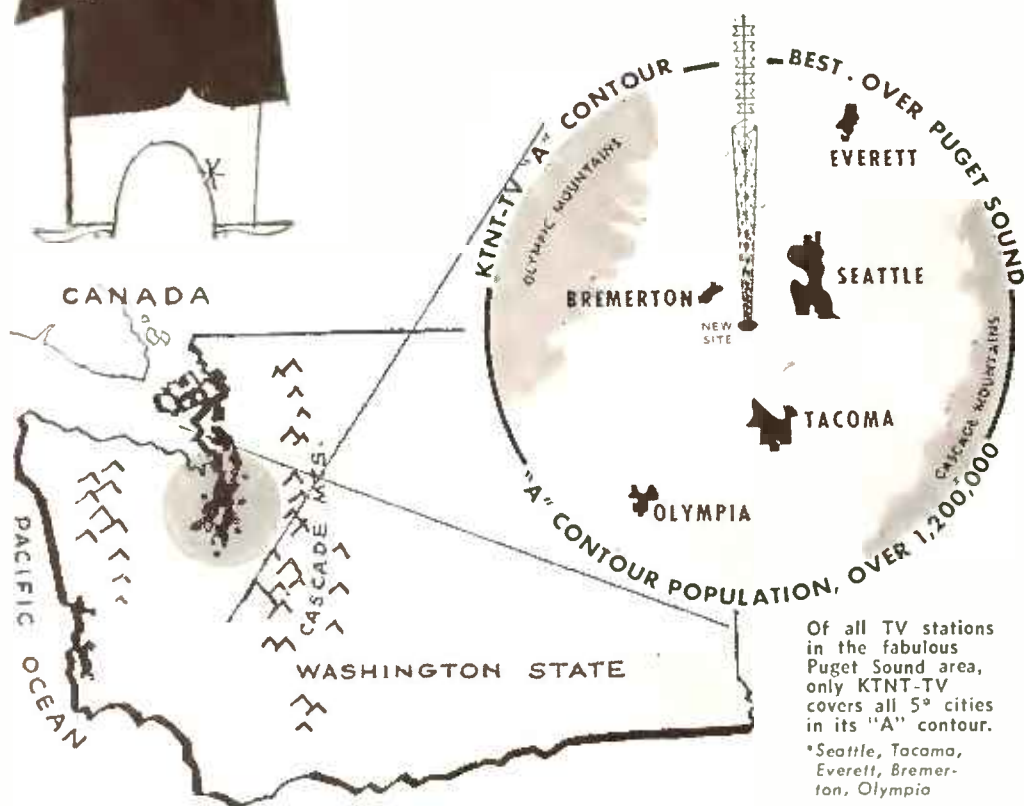 KTNT-TV "A" CONTOUR — BEST . OVER PUGET SOUND
OLYMPIC MOUNTAINS
EVERETT
SEATTLE
BREMERTON
NEW
SITE
CASCADE MOUNTAINS
TACOMA
OLYMPIA
"A" CONTOUR POPULATION, OVER 1,200,000
CANADA
PACIFIC OCEAN
CASCADE MTS.
WASHINGTON STATE
Of all TV stations
in the fabulous
Puget Sound area,
only KTNT-TV
covers all 5* cities
in its "A" contour.
*Seattle, Tacoma,
Everett, Bremer-
ton, Olympia